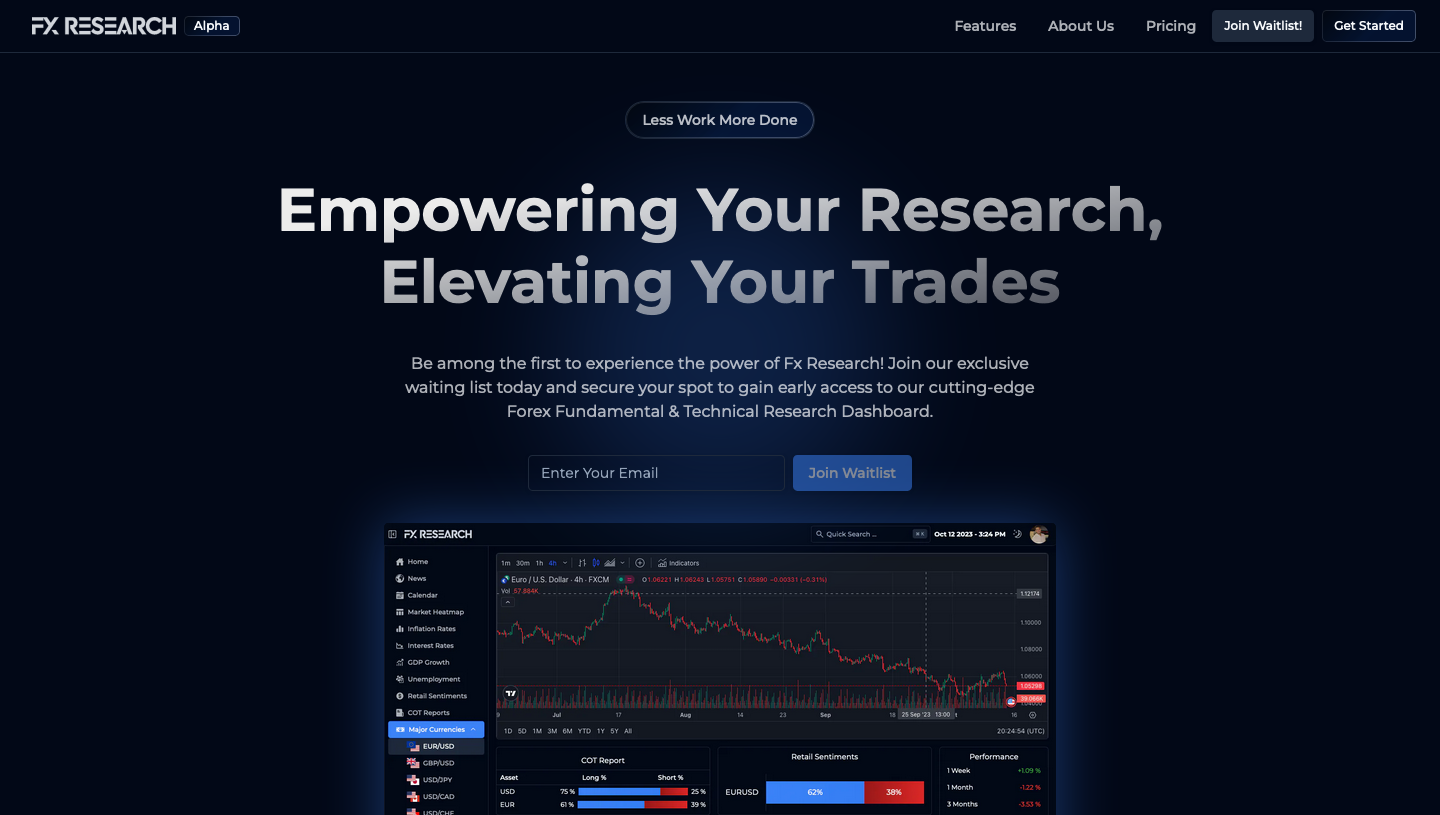 FX RESEARCH Alpha Features About Us Pricing Join Waitlist! Get Started
Less Work More Done
Empowering Your Research,
Elevating Your Trades
Be among the first to experience the power of Fx Research! Join our exclusive
waiting list today and secure your spot to gain early access to our cutting-edge
Forex Fundamental & Technical Research Dashboard.
Enter Your Email Join Waitlist
FX RESEARCH Quick Search ... ⌘ K Oct 12 2023 - 3:24 PM
Home
News
Calendar
Market Heatmap
Inflation Rates
Interest Rates
GDP Growth
Unemployment
Retail Sentiments
COT Reports
Major Currencies
EUR/USD
GBP/USD
USD/JPY
USD/CAD
USD/CHF
1m 30m 1h 4h Indicators
Euro / U.S. Dollar · 4h · FXCM O1.06221 H1.06243 L1.05751 C1.05890 −0.00331 (−0.31%)
Vol 57.884K
1.12174
1.10000
1.08000
1.06000
1.05298
39.066K
9 Jul 17 Aug 14 23 Sep 18 25 Sep '23 13:00 16
1D 5D 1M 3M 6M YTD 1Y 5Y All 20:24:54 (UTC)
COT Report
Asset Long % Short %
USD 75 % 25 %
EUR 61 % 39 %
Retail Sentiments
EURUSD 62% 38%
Performance
1 Week +1.09 %
1 Month -1.22 %
3 Months -3.53 %